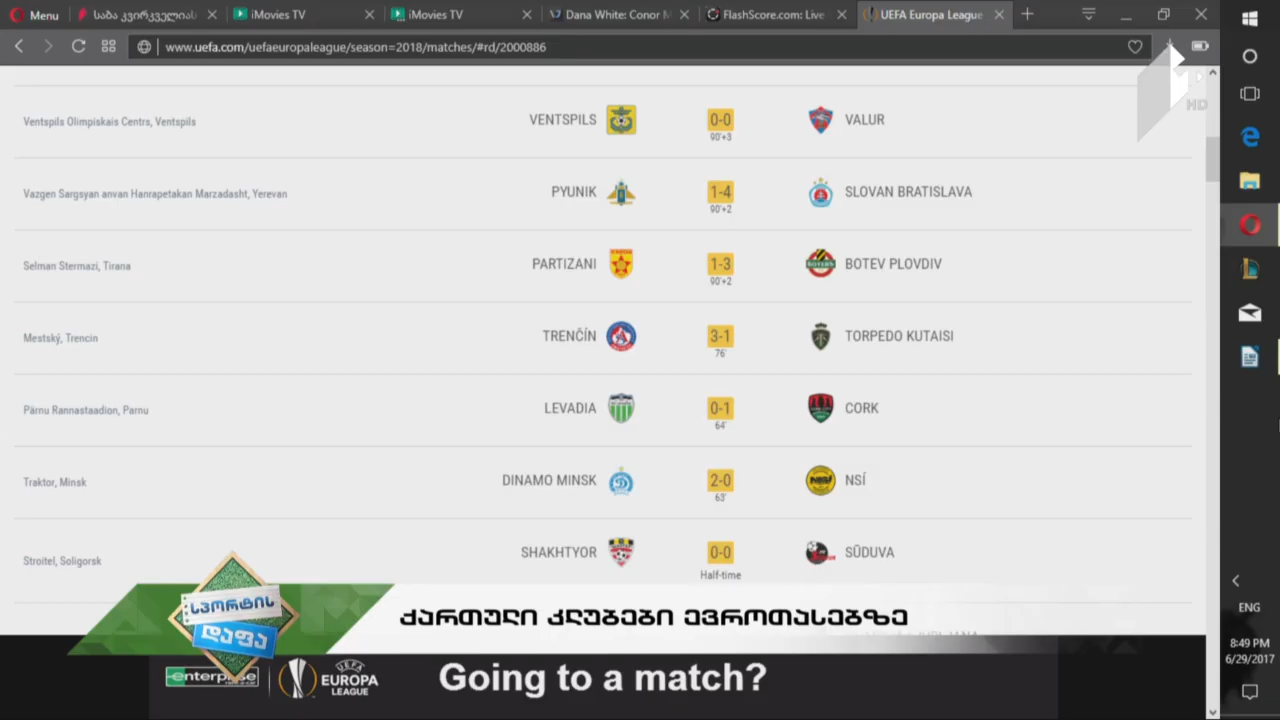 Menu
საბა კვირკველიას
iMovies TV
iMovies TV
Dana White: Conor M
FlashScore.com: Live
UEFA Europa League
www.uefa.com/uefaeuropaleague/season=2018/matches/#rd/2000886
HD
Ventspils Olimpiskais Centrs, Ventspils
VENTSPILS 0-0 VALUR
90'+3
Vazgen Sargsyan anvan Hanrapetakan Marzadasht, Yerevan
PYUNIK 1-4 SLOVAN BRATISLAVA
90'+2
Selman Stermazi, Tirana
PARTIZANI 1-3 BOTEV PLOVDIV
90'+2
Mestský, Trencin
TRENČÍN 3-1 TORPEDO KUTAISI
76'
Pärnu Rannastaadion, Parnu
LEVADIA 0-1 CORK
64'
Traktor, Minsk
DINAMO MINSK 2-0 NSÍ
63'
Stroitel, Soligorsk
SHAKHTYOR 0-0 SŪDUVA
Half-time
სპორტის
დაფა
ქართული კლუბები ევროთასებზე
enterprise
UEFA
EUROPA
LEAGUE
Going to a match?
ENG
8:49 PM
6/29/2017